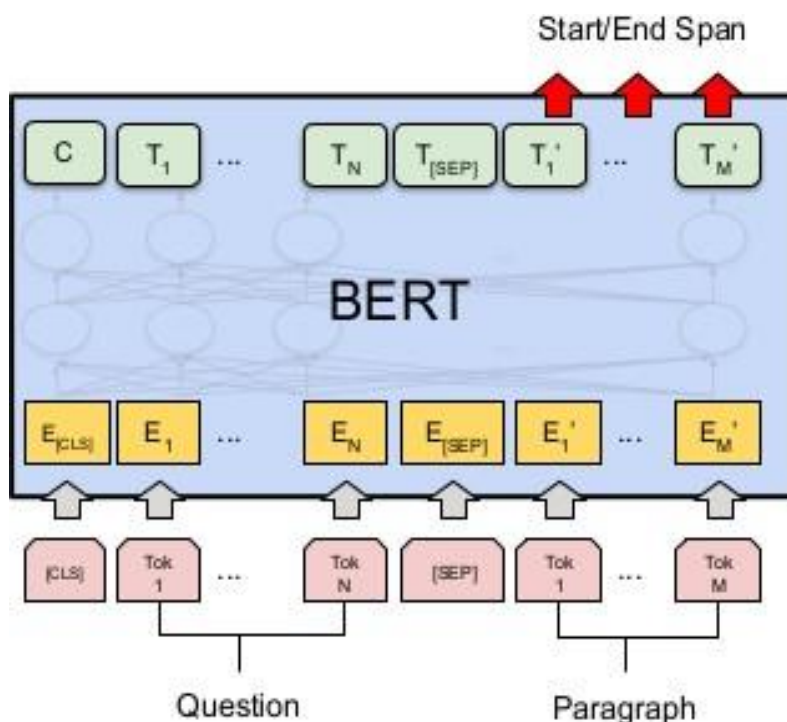 Start/End Span
C T1 ... TN T[SEP] T1' ... TM'
BERT
E[CLS] E1 ... EN E[SEP] E1' ... EM'
[CLS] Tok 1 ... Tok N [SEP] Tok 1 ... Tok M
Question Paragraph